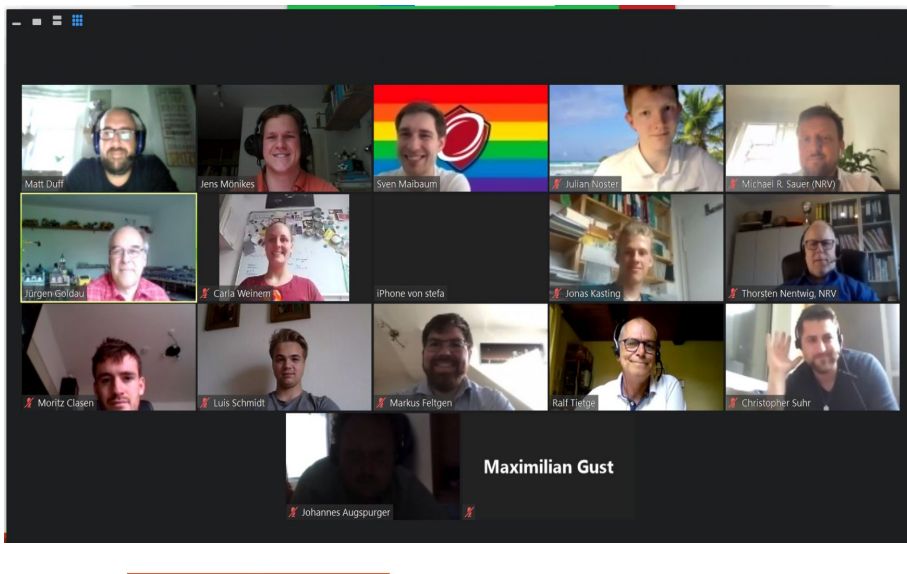 Matt Duff
Jens Mönikes
Sven Maibaum
Julian Noster
Michael R. Sauer (NRV)
Jürgen Goldau
Carla Weinem
iPhone von stefa
Jonas Kasting
Thorsten Nentwig, NRV
Moritz Clasen
Luis Schmidt
Markus Feltgen
Ralf Tietge
Christopher Suhr
Johannes Augspurger
Maximilian Gust